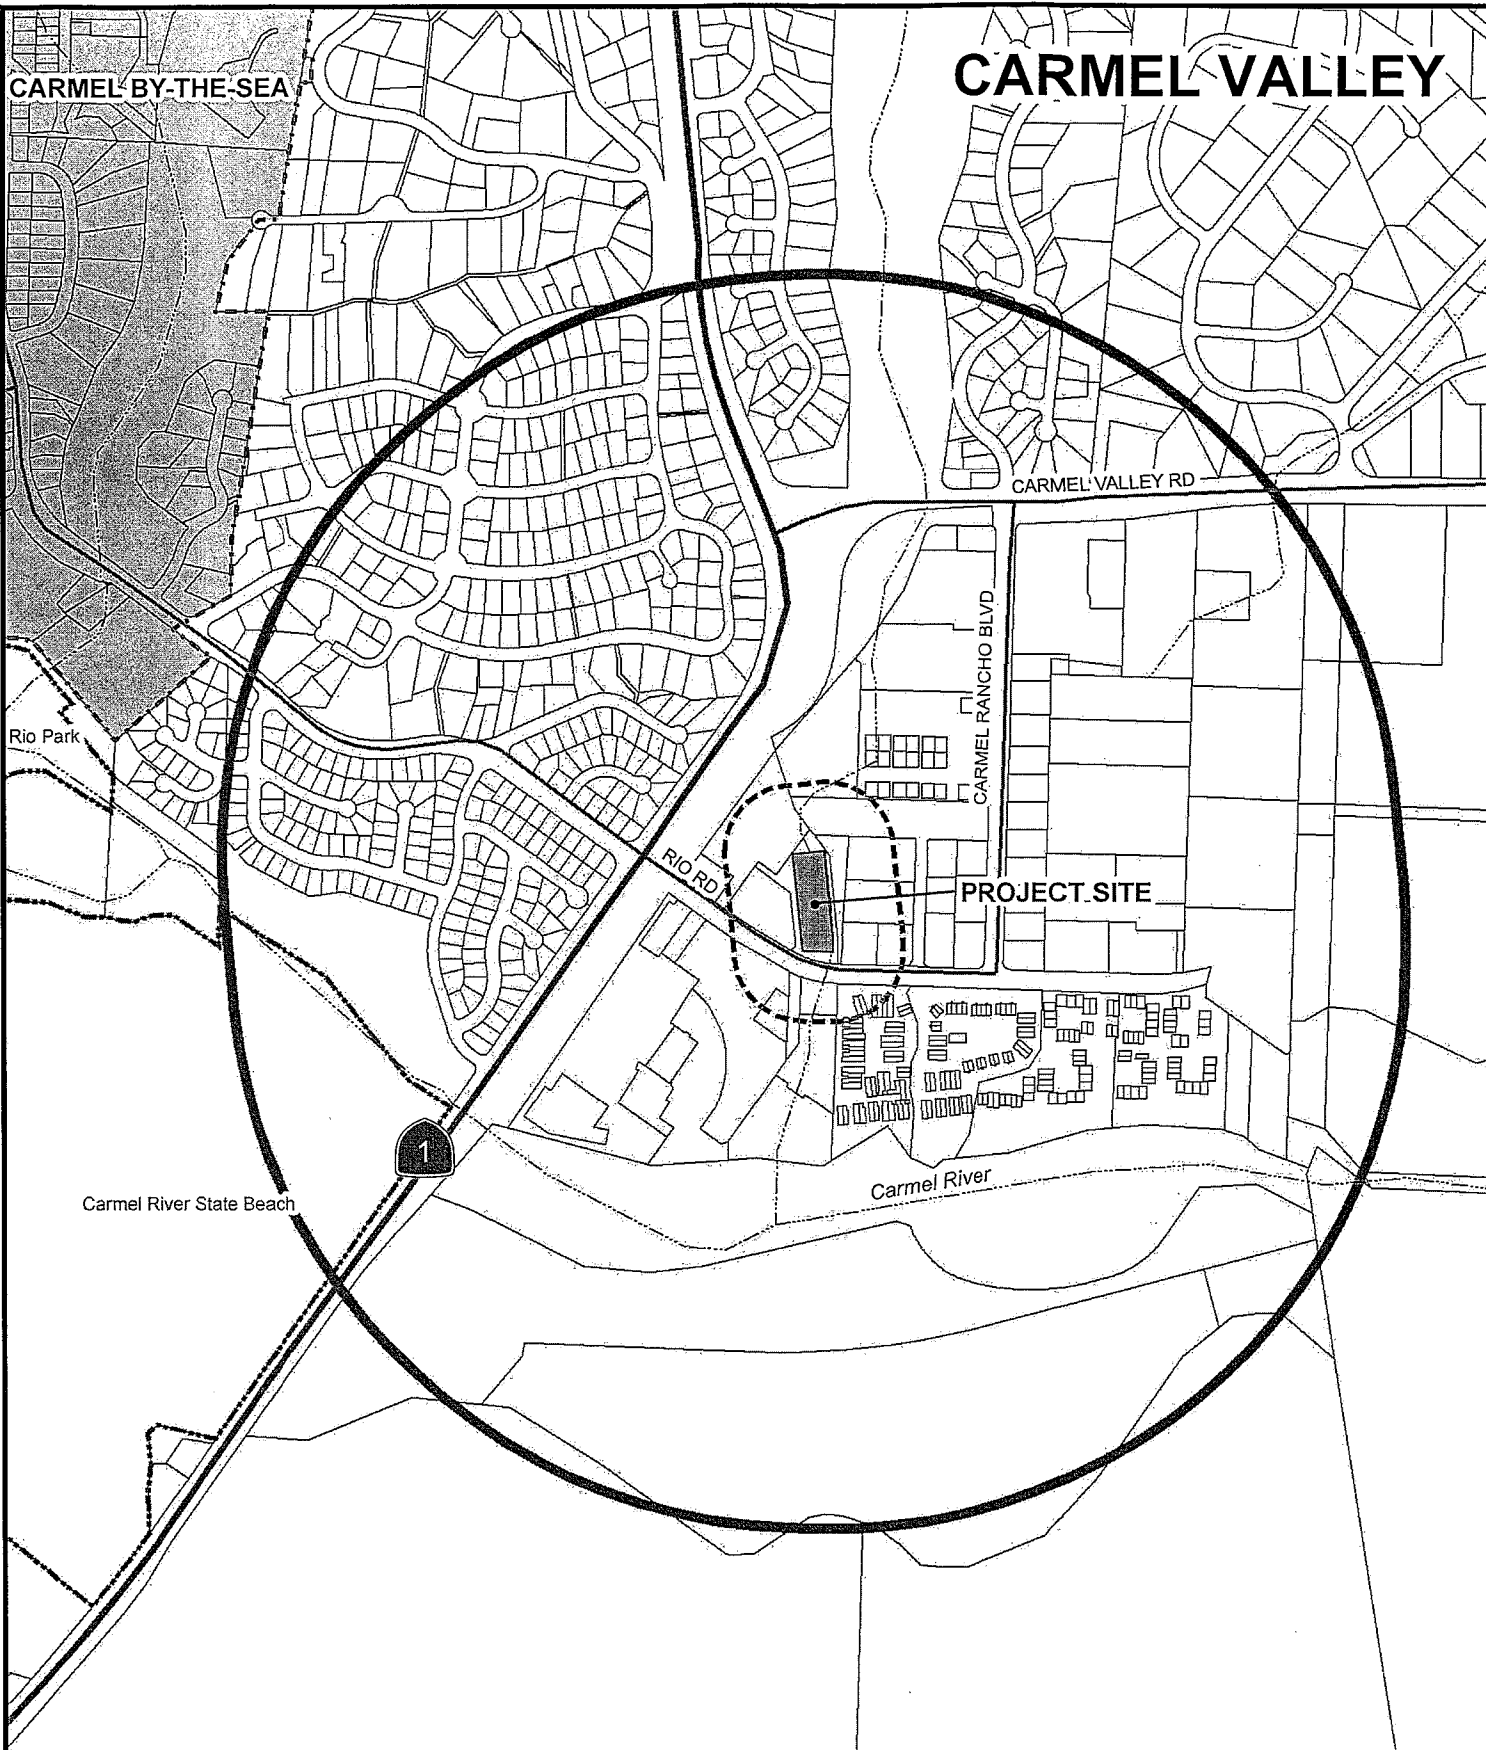 CARMEL VALLEY
CARMEL BY-THE-SEA
CARMEL VALLEY RD
CARMEL RANCHO BLVD
Rio Park
RIO RD
PROJECT SITE
1
Carmel River
Carmel River State Beach